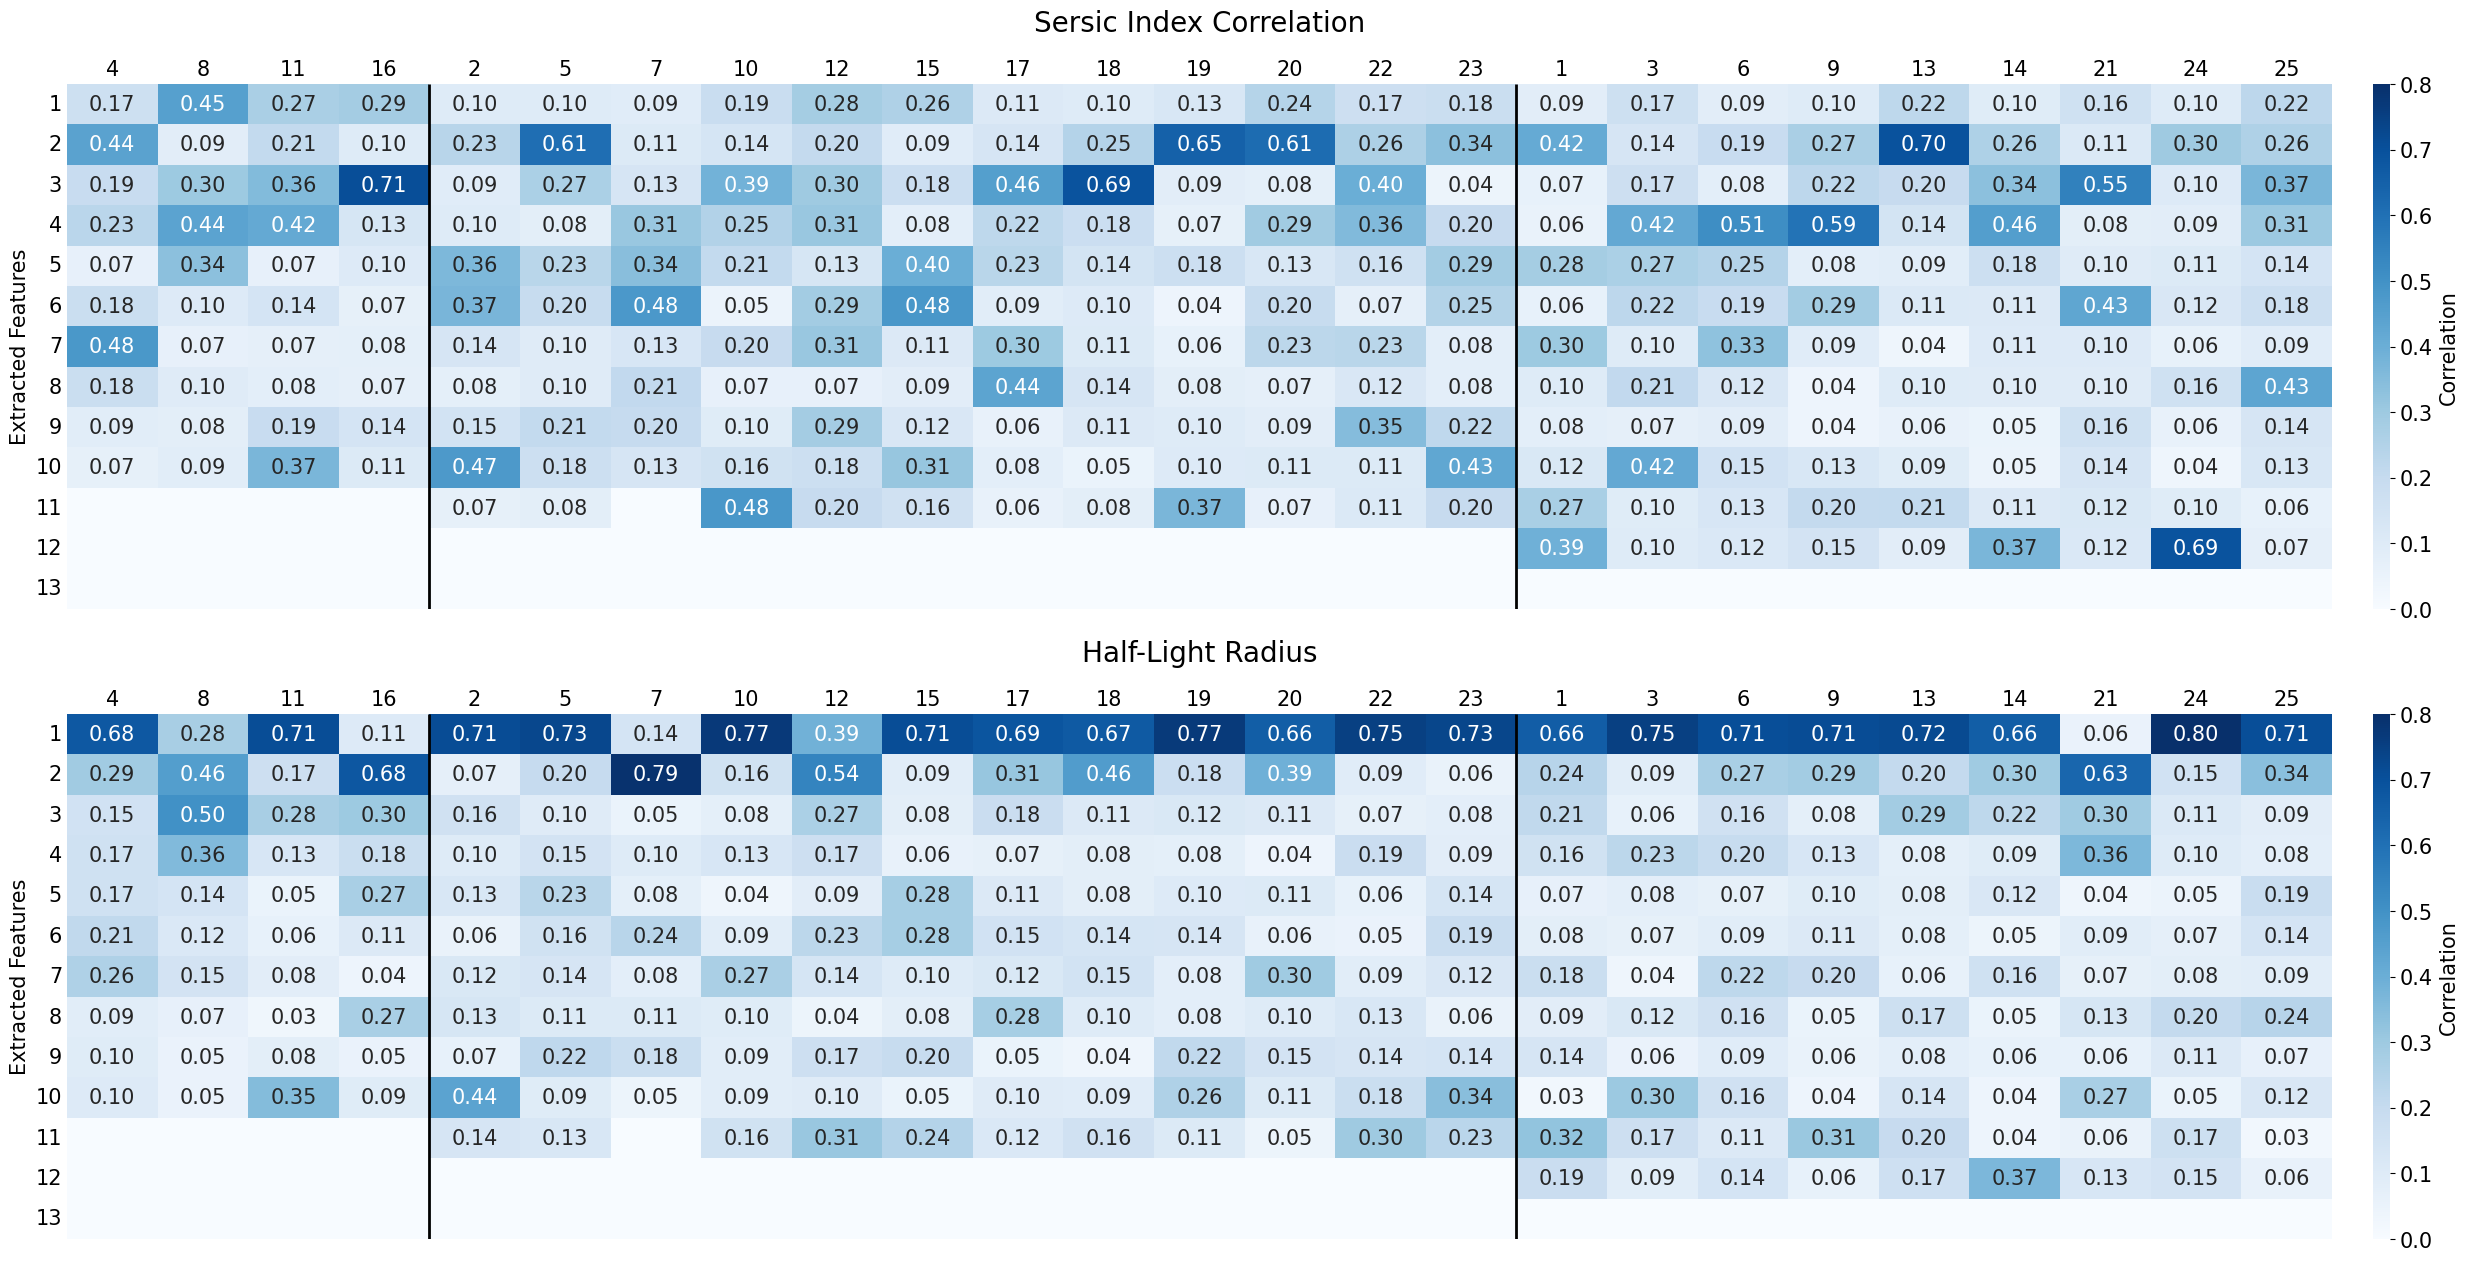 Sersic Index Correlation
4 8 11 16 2 5 7 10 12 15 17 18 19 20 22 23 1 3 6 9 13 14 21 24 25
1 0.17 0.45 0.27 0.29 0.10 0.10 0.09 0.19 0.28 0.26 0.11 0.10 0.13 0.24 0.17 0.18 0.09 0.17 0.09 0.10 0.22 0.10 0.16 0.10 0.22 0.8
2 0.44 0.09 0.21 0.10 0.23 0.61 0.11 0.14 0.20 0.09 0.14 0.25 0.65 0.61 0.26 0.34 0.42 0.14 0.19 0.27 0.70 0.26 0.11 0.30 0.26 0.7
3 0.19 0.30 0.36 0.71 0.09 0.27 0.13 0.39 0.30 0.18 0.46 0.69 0.09 0.08 0.40 0.04 0.07 0.17 0.08 0.22 0.20 0.34 0.55 0.10 0.37
4 0.23 0.44 0.42 0.13 0.10 0.08 0.31 0.25 0.31 0.08 0.22 0.18 0.07 0.29 0.36 0.20 0.06 0.42 0.51 0.59 0.14 0.46 0.08 0.09 0.31 0.6
5 0.07 0.34 0.07 0.10 0.36 0.23 0.34 0.21 0.13 0.40 0.23 0.14 0.18 0.13 0.16 0.29 0.28 0.27 0.25 0.08 0.09 0.18 0.10 0.11 0.14 0.5
6 0.18 0.10 0.14 0.07 0.37 0.20 0.48 0.05 0.29 0.48 0.09 0.10 0.04 0.20 0.07 0.25 0.06 0.22 0.19 0.29 0.11 0.11 0.43 0.12 0.18
7 0.48 0.07 0.07 0.08 0.14 0.10 0.13 0.20 0.31 0.11 0.30 0.11 0.06 0.23 0.23 0.08 0.30 0.10 0.33 0.09 0.04 0.11 0.10 0.06 0.09 0.4
8 0.18 0.10 0.08 0.07 0.08 0.10 0.21 0.07 0.07 0.09 0.44 0.14 0.08 0.07 0.12 0.08 0.10 0.21 0.12 0.04 0.10 0.10 0.10 0.16 0.43
9 0.09 0.08 0.19 0.14 0.15 0.21 0.20 0.10 0.29 0.12 0.06 0.11 0.10 0.09 0.35 0.22 0.08 0.07 0.09 0.04 0.06 0.05 0.16 0.06 0.14 0.3
10 0.07 0.09 0.37 0.11 0.47 0.18 0.13 0.16 0.18 0.31 0.08 0.05 0.10 0.11 0.11 0.43 0.12 0.42 0.15 0.13 0.09 0.05 0.14 0.04 0.13 0.2
11 0.07 0.08 0.48 0.20 0.16 0.06 0.08 0.37 0.07 0.11 0.20 0.27 0.10 0.13 0.20 0.21 0.11 0.12 0.10 0.06
12 0.39 0.10 0.12 0.15 0.09 0.37 0.12 0.69 0.07 0.1
13 0.0
Extracted Features
Correlation
Half-Light Radius
4 8 11 16 2 5 7 10 12 15 17 18 19 20 22 23 1 3 6 9 13 14 21 24 25
1 0.68 0.28 0.71 0.11 0.71 0.73 0.14 0.77 0.39 0.71 0.69 0.67 0.77 0.66 0.75 0.73 0.66 0.75 0.71 0.71 0.72 0.66 0.06 0.80 0.71 0.8
2 0.29 0.46 0.17 0.68 0.07 0.20 0.79 0.16 0.54 0.09 0.31 0.46 0.18 0.39 0.09 0.06 0.24 0.09 0.27 0.29 0.20 0.30 0.63 0.15 0.34 0.7
3 0.15 0.50 0.28 0.30 0.16 0.10 0.05 0.08 0.27 0.08 0.18 0.11 0.12 0.11 0.07 0.08 0.21 0.06 0.16 0.08 0.29 0.22 0.30 0.11 0.09
4 0.17 0.36 0.13 0.18 0.10 0.15 0.10 0.13 0.17 0.06 0.07 0.08 0.08 0.04 0.19 0.09 0.16 0.23 0.20 0.13 0.08 0.09 0.36 0.10 0.08 0.6
5 0.17 0.14 0.05 0.27 0.13 0.23 0.08 0.04 0.09 0.28 0.11 0.08 0.10 0.11 0.06 0.14 0.07 0.08 0.07 0.10 0.08 0.12 0.04 0.05 0.19 0.5
6 0.21 0.12 0.06 0.11 0.06 0.16 0.24 0.09 0.23 0.28 0.15 0.14 0.14 0.06 0.05 0.19 0.08 0.07 0.09 0.11 0.08 0.05 0.09 0.07 0.14
7 0.26 0.15 0.08 0.04 0.12 0.14 0.08 0.27 0.14 0.10 0.12 0.15 0.08 0.30 0.09 0.12 0.18 0.04 0.22 0.20 0.06 0.16 0.07 0.08 0.09 0.4
8 0.09 0.07 0.03 0.27 0.13 0.11 0.11 0.10 0.04 0.08 0.28 0.10 0.08 0.10 0.13 0.06 0.09 0.12 0.16 0.05 0.17 0.05 0.13 0.20 0.24
9 0.10 0.05 0.08 0.05 0.07 0.22 0.18 0.09 0.17 0.20 0.05 0.04 0.22 0.15 0.14 0.14 0.14 0.06 0.09 0.06 0.08 0.06 0.06 0.11 0.07 0.3
10 0.10 0.05 0.35 0.09 0.44 0.09 0.05 0.09 0.10 0.05 0.10 0.09 0.26 0.11 0.18 0.34 0.03 0.30 0.16 0.04 0.14 0.04 0.27 0.05 0.12 0.2
11 0.14 0.13 0.16 0.31 0.24 0.12 0.16 0.11 0.05 0.30 0.23 0.32 0.17 0.11 0.31 0.20 0.04 0.06 0.17 0.03
12 0.19 0.09 0.14 0.06 0.17 0.37 0.13 0.15 0.06 0.1
13 0.0
Extracted Features
Correlation